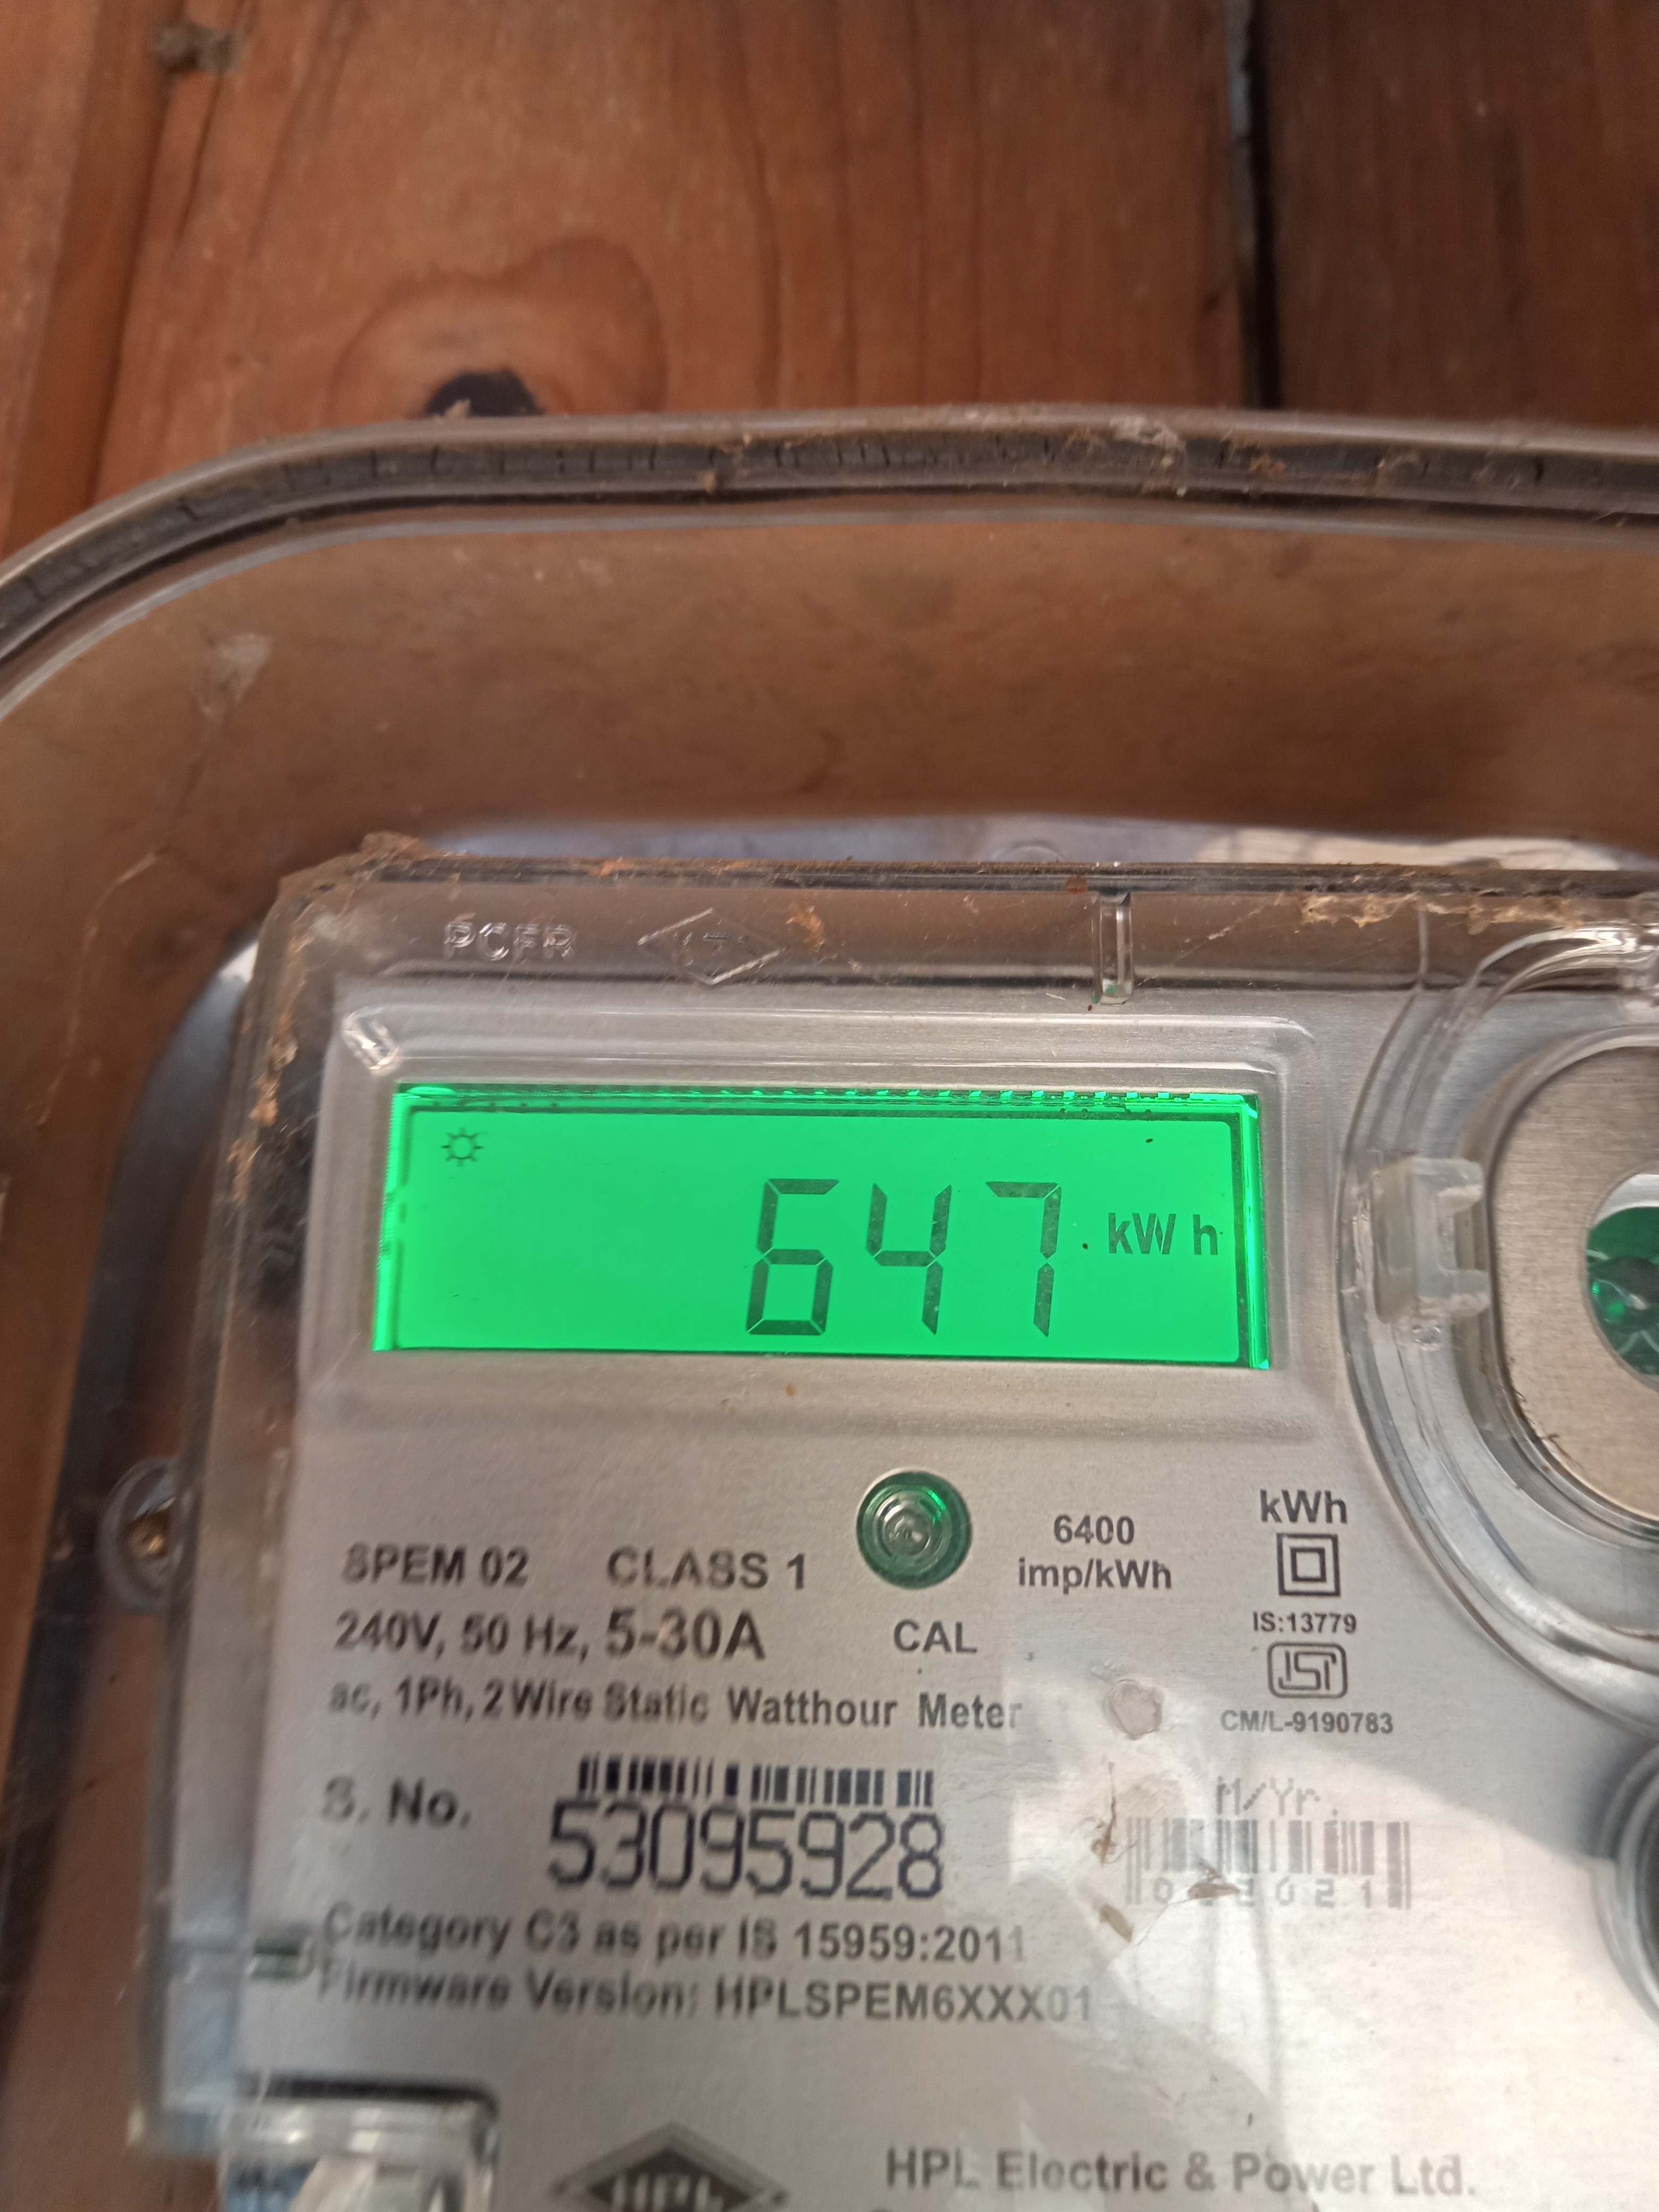 PCFR
647 kWh
SPEM 02 CLASS 1
6400
imp/kWh
kWh
240V, 50 Hz, 5-30A
CAL
IS:13779
ISI
ac, 1Ph, 2 Wire Static Watthour Meter
CM/L-9190783
S. No.
53095928
M/Yr.
Category C3 as per IS 15959:2011
Firmware Version: HPLSPEM6XXX01
HPL
HPL Electric & Power Ltd.